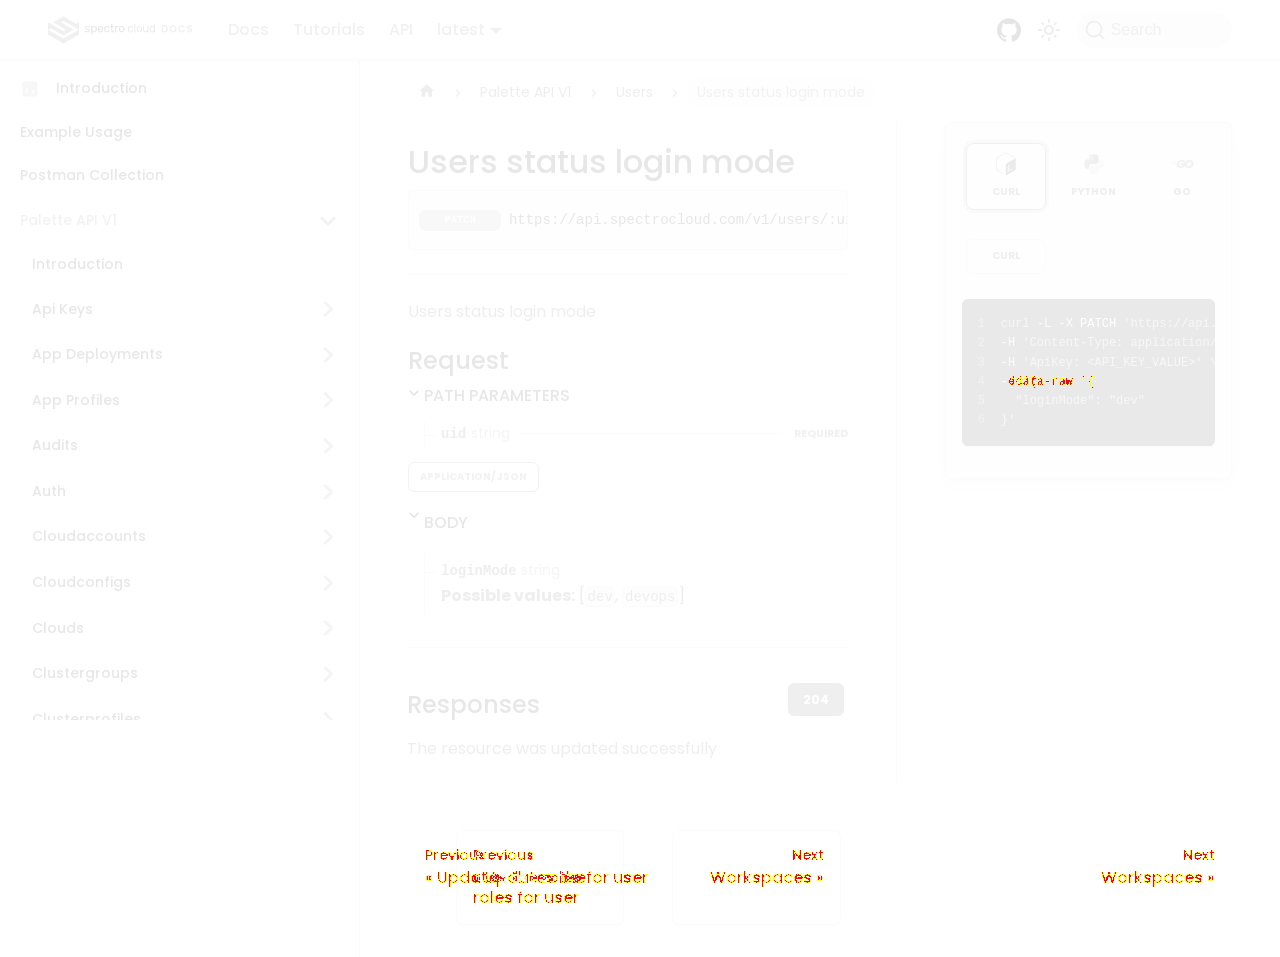 spectro cloud DOCS
Docs
Tutorials
API
latest
Search
Introduction
Example Usage
Postman Collection
Palette API V1
Introduction
Api Keys
App Deployments
App Profiles
Audits
Auth
Cloudaccounts
Cloudconfigs
Clouds
Clustergroups
Clusterprofiles
Palette API V1
Users
Users status login mode
Users status login mode
PATCH https://api.spectrocloud.com/v1/users/:ui
Users status login mode
Request
PATH PARAMETERS
uid string REQUIRED
APPLICATION/JSON
BODY
loginMode string
Possible values: [dev, devops]
Responses
204
The resource was updated successfully
CURL
PYTHON
GO
CURL
1 curl -L -X PATCH 'https://api.
2 -H 'Content-Type: application/
3 -H 'ApiKey: <API_KEY_VALUE>' \
4
5 "loginMode": "dev"
6 }'
Previous
Previous
roles for user
Next
Workspaces »
Next
Workspaces »